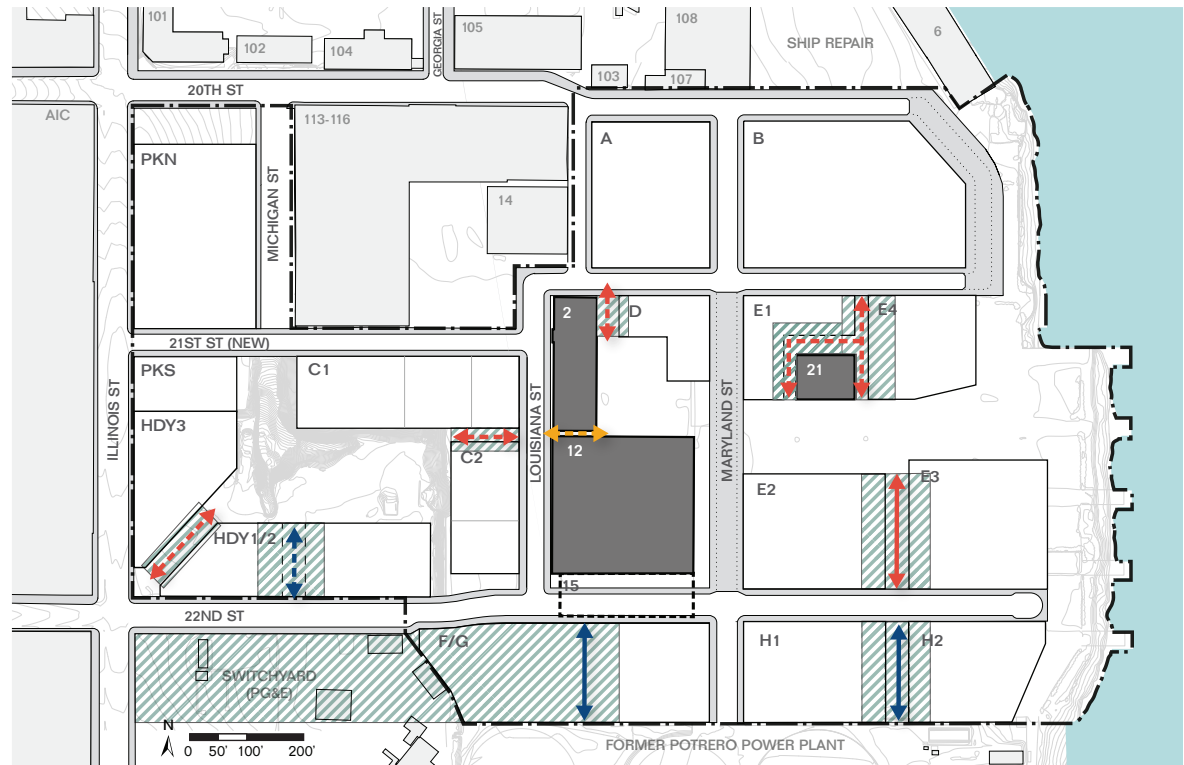 101
102
104
GEORGIA ST
105
108
103
107
SHIP REPAIR
6
20TH ST
AIC
PKN
MICHIGAN ST
113-116
14
A
B
21ST ST (NEW)
2
D
E1
E4
21
PKS
C1
ILLINOIS ST
HDY3
LOUISIANA ST
MARYLAND ST
12
C2
E2
E3
HDY1/2
15
22ND ST
F/G
H1
H2
SWITCHYARD
(PG&E)
N
0 50' 100' 200'
FORMER POTRERO POWER PLANT